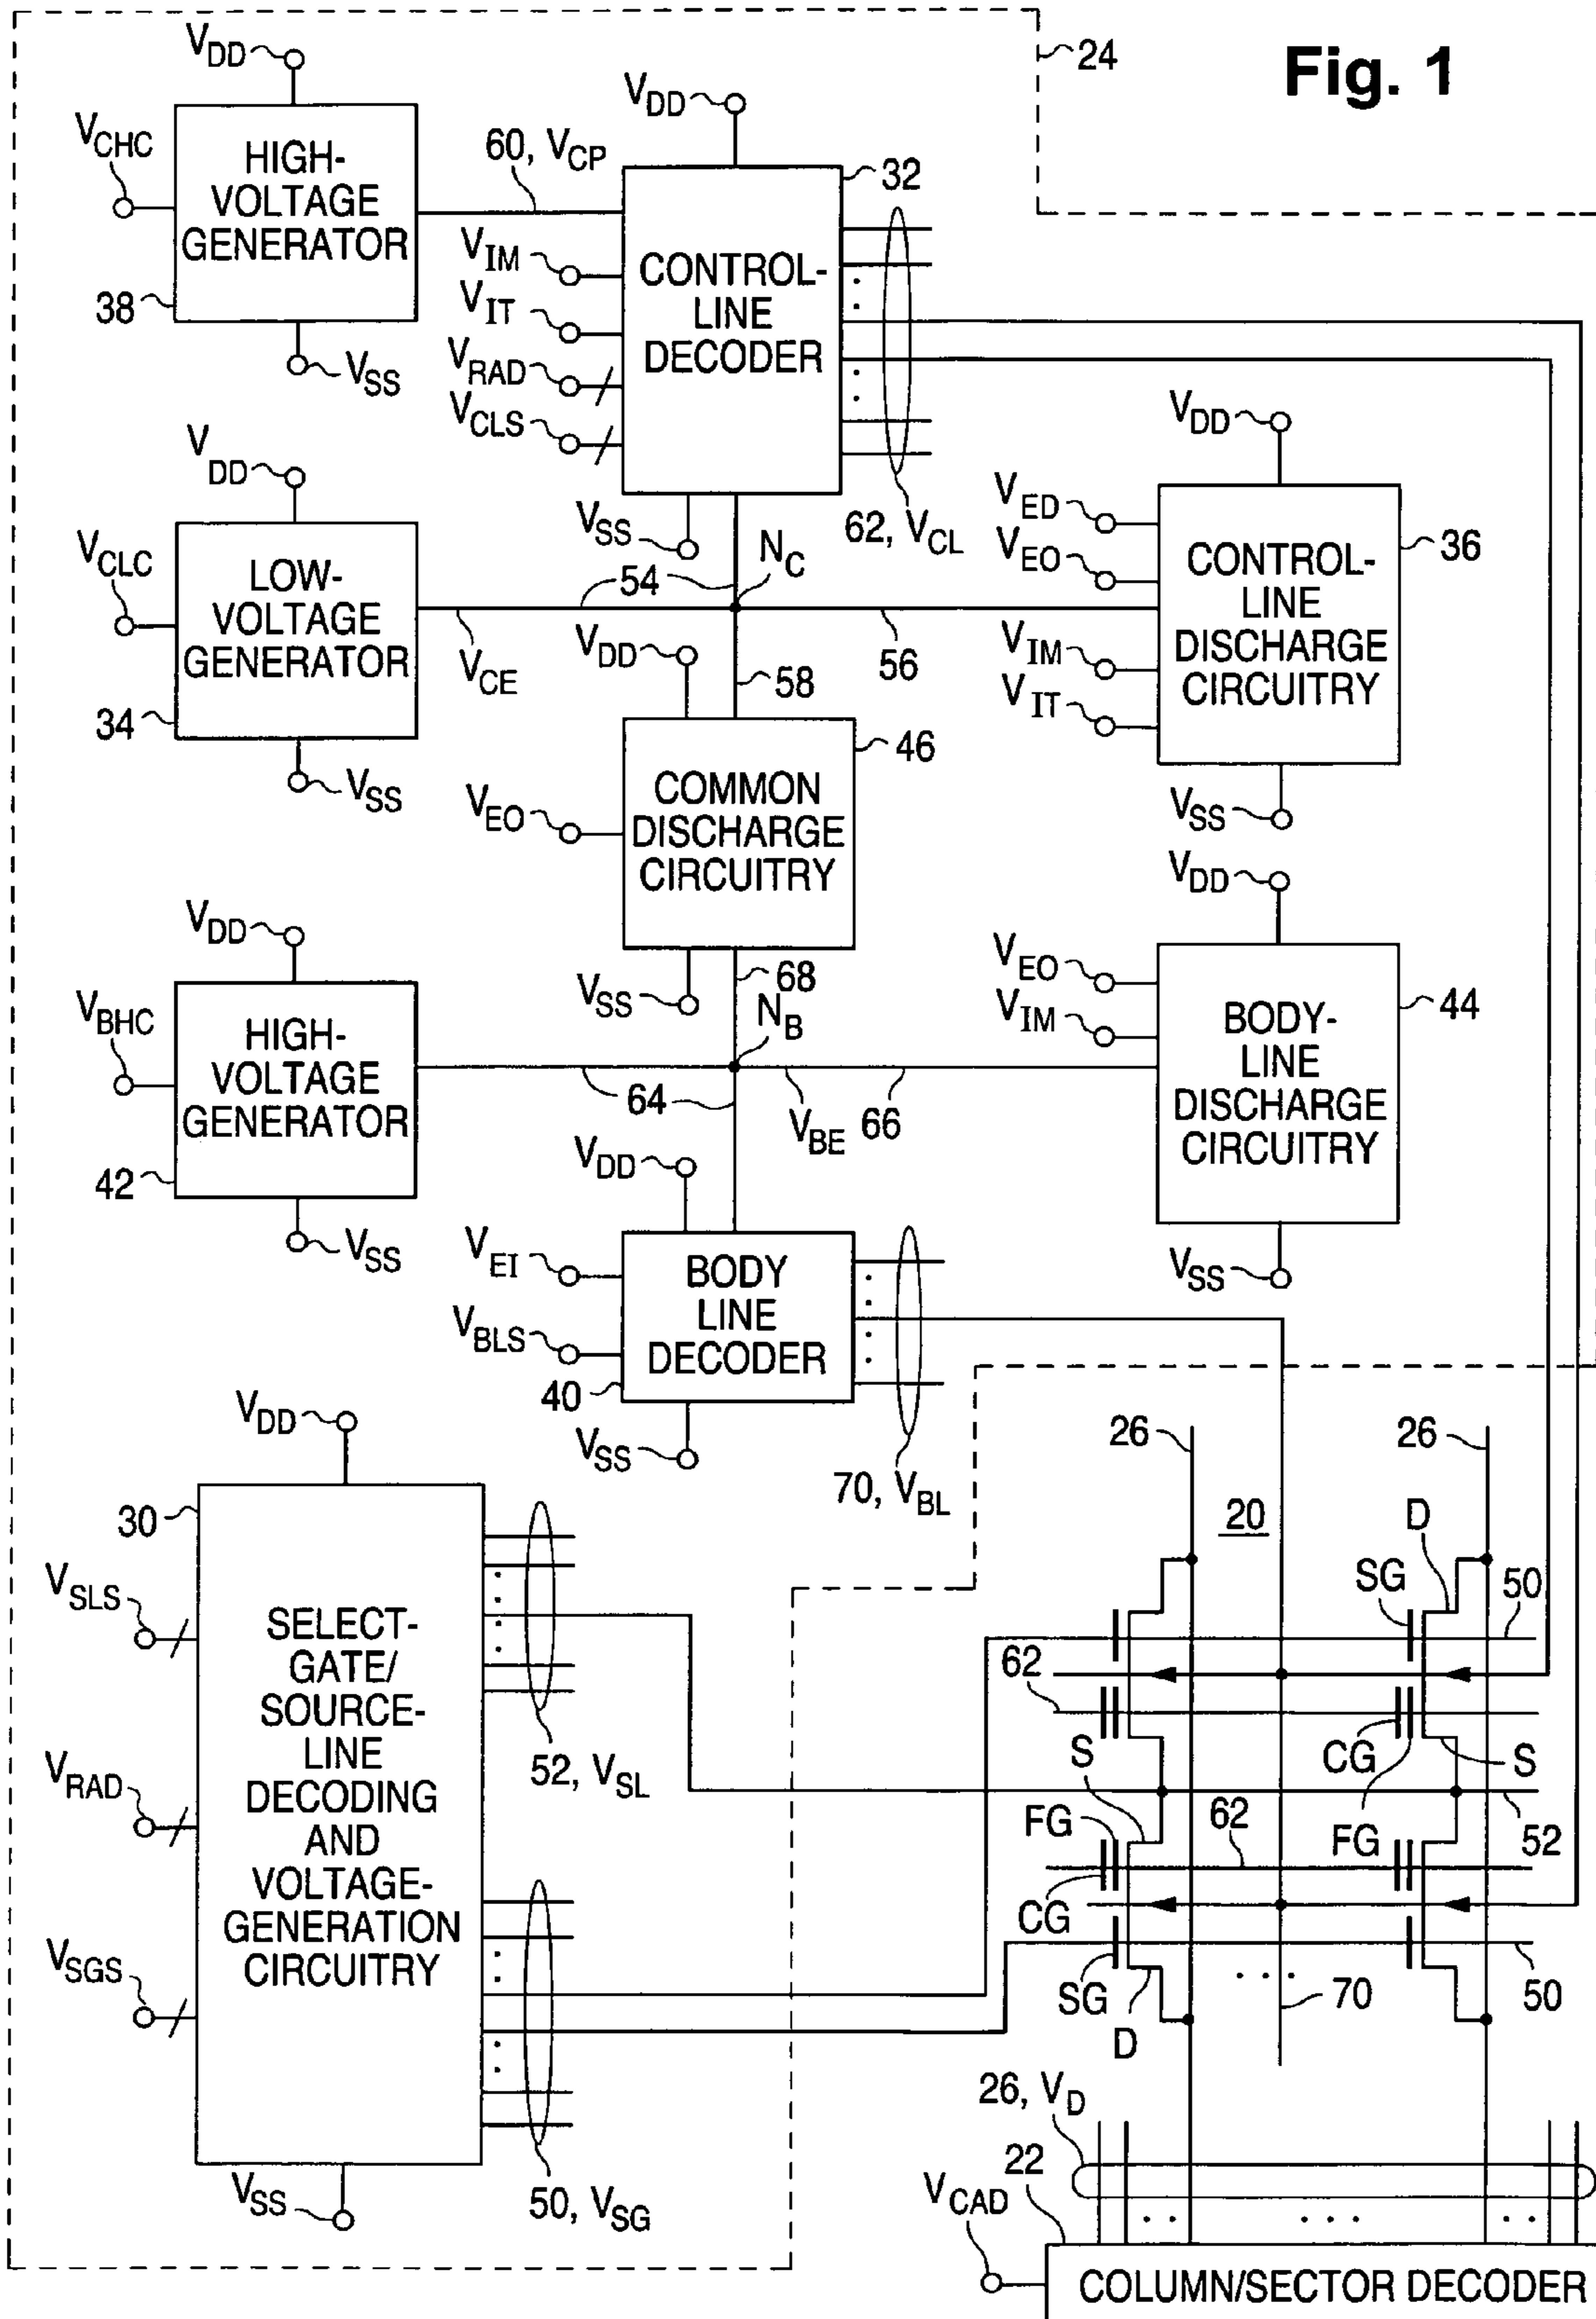 Fig. 1
24
VDD
VCHC
HIGH-
VOLTAGE
GENERATOR
38
VSS
60, VCP
VDD
32
VIM
VIT
VRAD
VCLS
CONTROL-
LINE
DECODER
VSS
62, VCL
VDD
VCLC
LOW-
VOLTAGE
GENERATOR
34
VSS
54
NC
VCE
56
58
VDD
VED
VEO
VIM
VIT
CONTROL-
LINE
DISCHARGE
CIRCUITRY
36
VSS
VDD
46
VEO
COMMON
DISCHARGE
CIRCUITRY
VSS
68
NB
VDD
VBHC
HIGH-
VOLTAGE
GENERATOR
42
VSS
64
VBE
66
VDD
VEO
VIM
BODY-
LINE
DISCHARGE
CIRCUITRY
44
VSS
VDD
VEI
VBLS
BODY
LINE
DECODER
40
VSS
70, VBL
VDD
30
VSLS
VRAD
VSGS
SELECT-
GATE/
SOURCE-
LINE
DECODING
AND
VOLTAGE-
GENERATION
CIRCUITRY
VSS
52, VSL
50, VSG
26
26
20
D
SG
50
62
S
CG
S
FG
62
FG
52
CG
SG
D
. . .
70
50
26, VD
22
VCAD
. . . . . . .
COLUMN/SECTOR DECODER